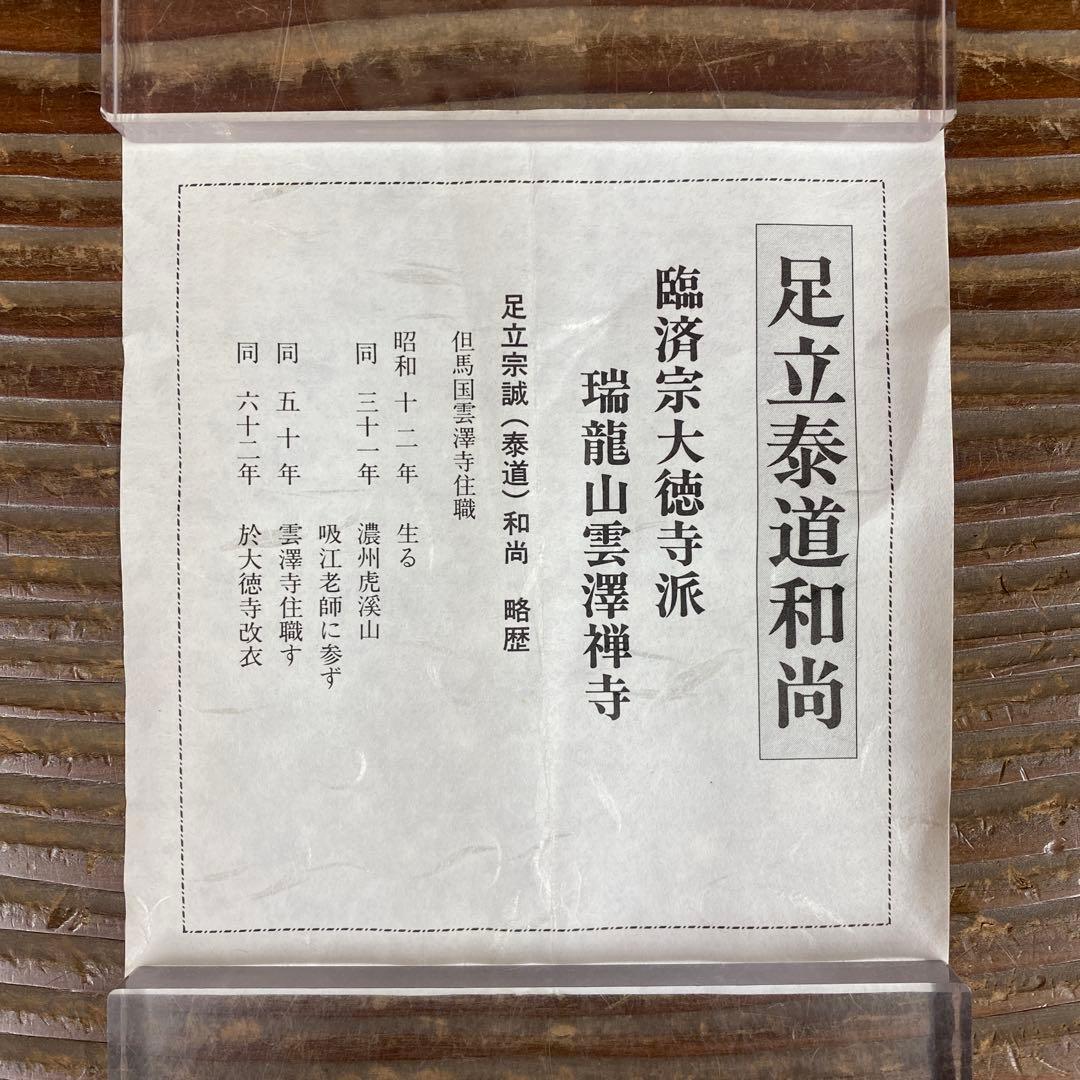 足立泰道和尚
臨済宗大徳寺派
瑞龍山雲澤禅寺
足立宗誠（泰道）和尚　略歴
但馬国雲澤寺住職
昭和　十二年　生る
同　三十一年　濃州虎溪山
吸江老師に参ず
同　五十年　雲澤寺住職す
同　六十二年　於大徳寺改衣